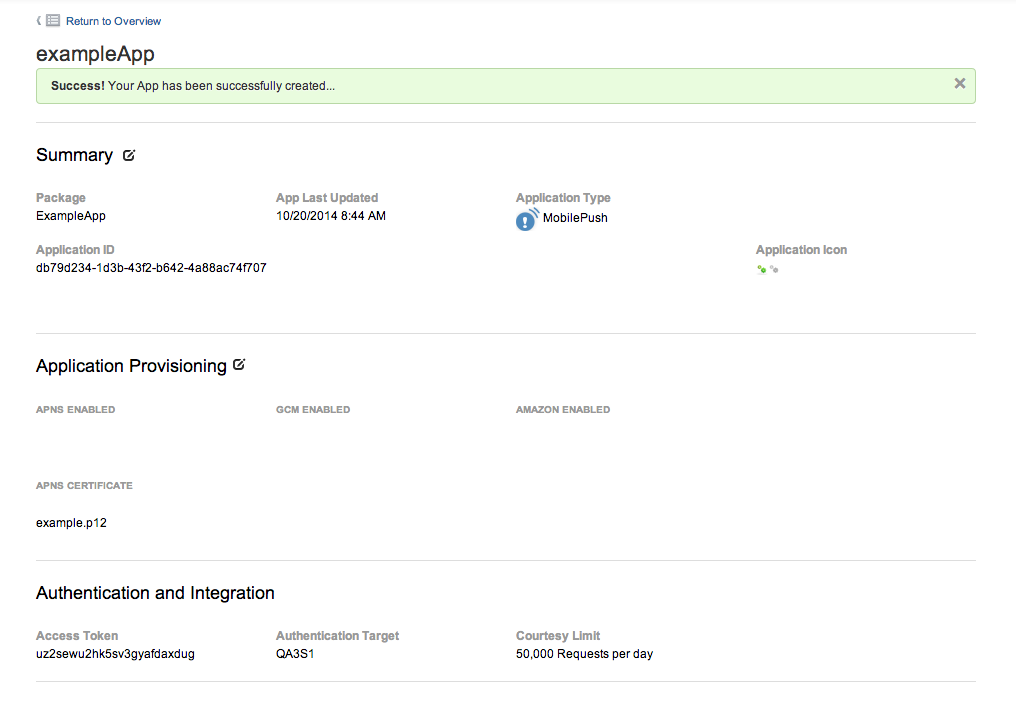 Return to Overview
exampleApp
Success! Your App has been successfully created...
Summary
Package App Last Updated Application Type
ExampleApp 10/20/2014 8:44 AM MobilePush
Application ID Application Icon
db79d234-1d3b-43f2-b642-4a88ac74f707
Application Provisioning
APNS ENABLED GCM ENABLED AMAZON ENABLED
APNS CERTIFICATE
example.p12
Authentication and Integration
Access Token Authentication Target Courtesy Limit
uz2sewu2hk5sv3gyafdaxdug QA3S1 50,000 Requests per day